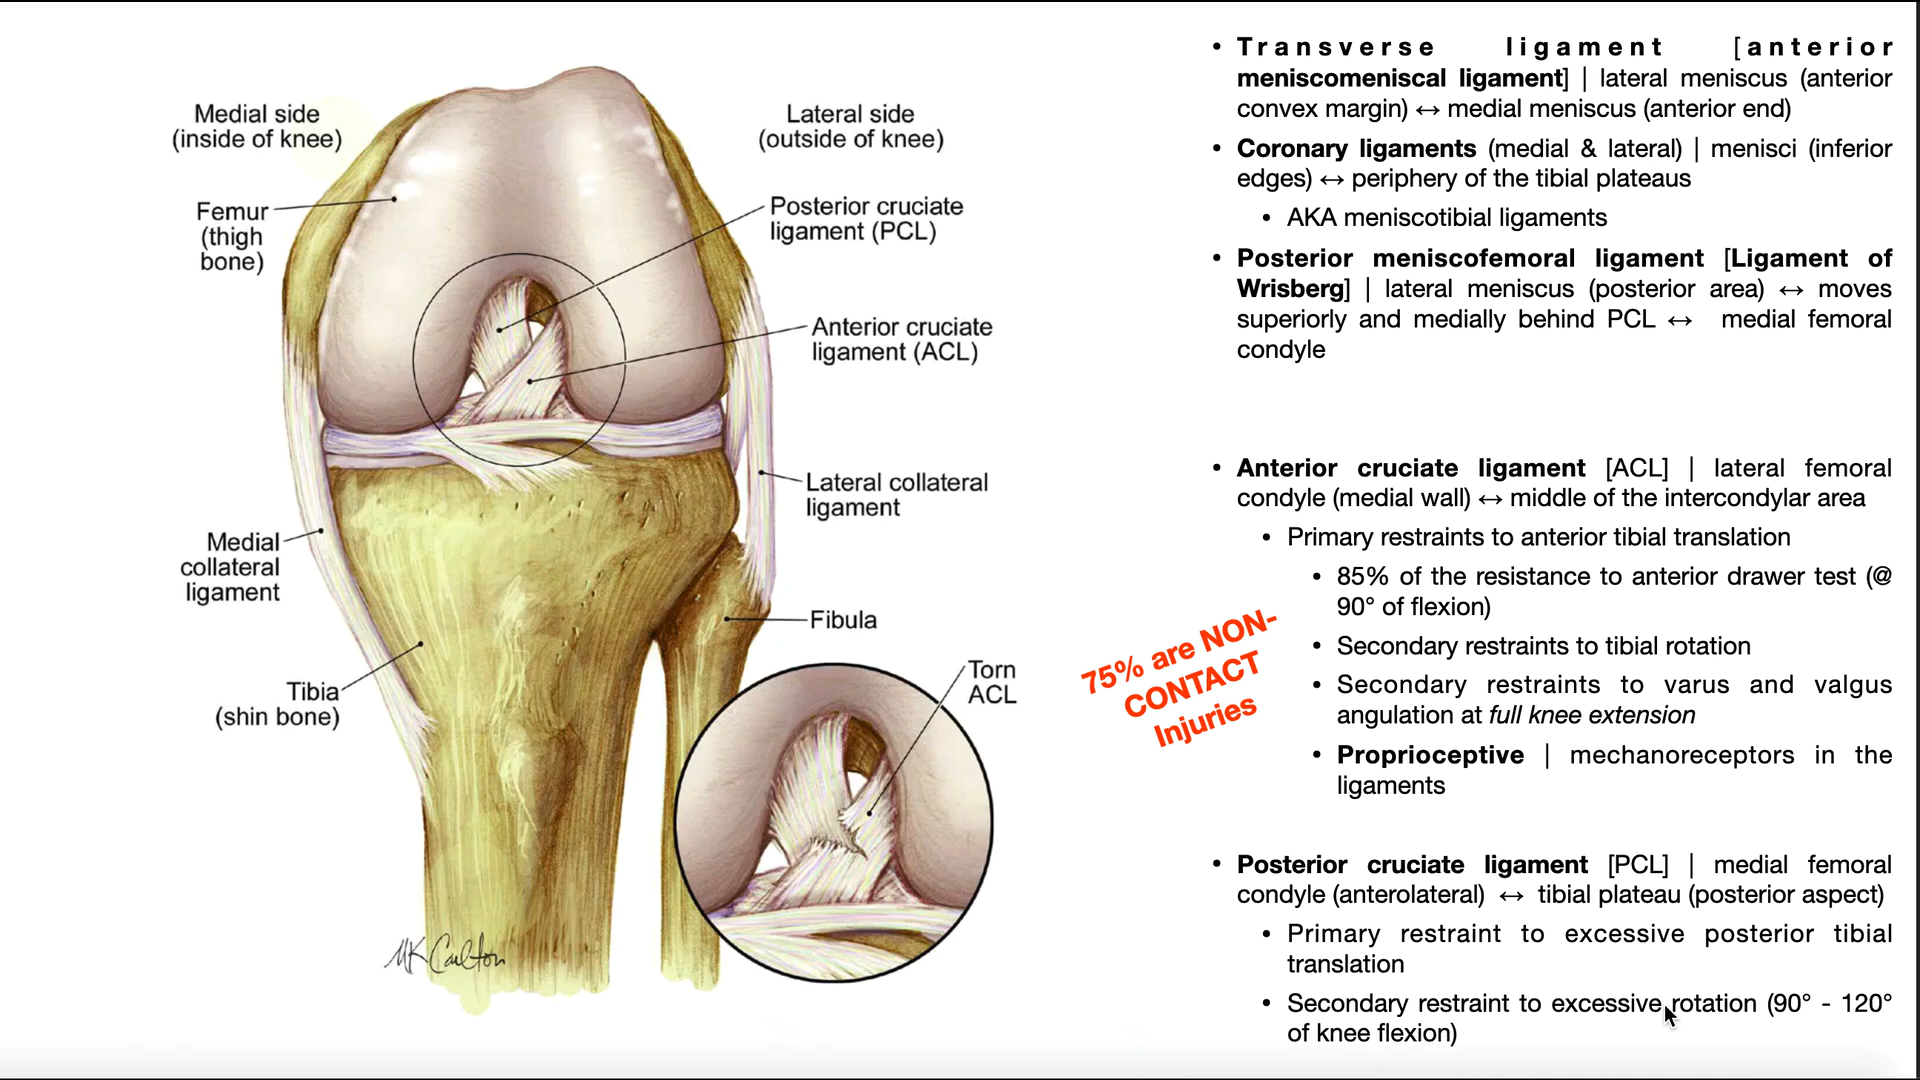 Medial side
(inside of knee)
Lateral side
(outside of knee)
Femur
(thigh
bone)
Posterior cruciate
ligament (PCL)
Anterior cruciate
ligament (ACL)
Lateral collateral
ligament
Medial
collateral
ligament
Fibula
Tibia
(shin bone)
Torn
ACL
MK Carlton
75% are NON-
CONTACT
Injuries
• Transverse ligament [anterior
meniscomeniscal ligament] | lateral meniscus (anterior
convex margin) ↔ medial meniscus (anterior end)
• Coronary ligaments (medial & lateral) | menisci (inferior
edges) ↔ periphery of the tibial plateaus
• AKA meniscotibial ligaments
• Posterior meniscofemoral ligament [Ligament of
Wrisberg] | lateral meniscus (posterior area) ↔ moves
superiorly and medially behind PCL ↔ medial femoral
condyle
• Anterior cruciate ligament [ACL] | lateral femoral
condyle (medial wall) ↔ middle of the intercondylar area
• Primary restraints to anterior tibial translation
• 85% of the resistance to anterior drawer test (@
90° of flexion)
• Secondary restraints to tibial rotation
• Secondary restraints to varus and valgus
angulation at full knee extension
• Proprioceptive | mechanoreceptors in the
ligaments
• Posterior cruciate ligament [PCL] | medial femoral
condyle (anterolateral) ↔ tibial plateau (posterior aspect)
• Primary restraint to excessive posterior tibial
translation
• Secondary restraint to excessive rotation (90° - 120°
of knee flexion)